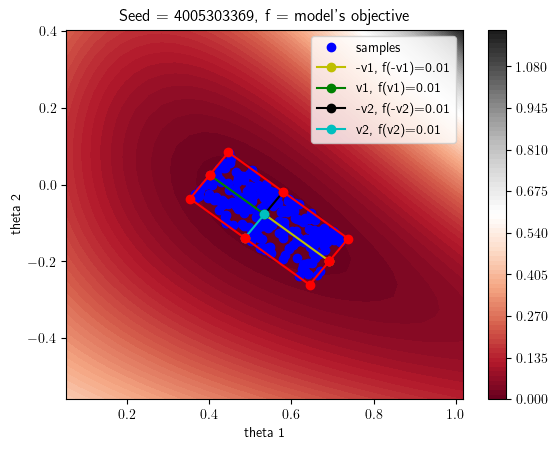 Seed = 4005303369, f = model's objective
samples
-v1, f(-v1)=0.01
v1, f(v1)=0.01
-v2, f(-v2)=0.01
v2, f(v2)=0.01
0.4
0.2
0.0
−0.2
−0.4
theta 2
0.2
0.4
0.6
0.8
1.0
theta 1
1.080
0.945
0.810
0.675
0.540
0.405
0.270
0.135
0.000